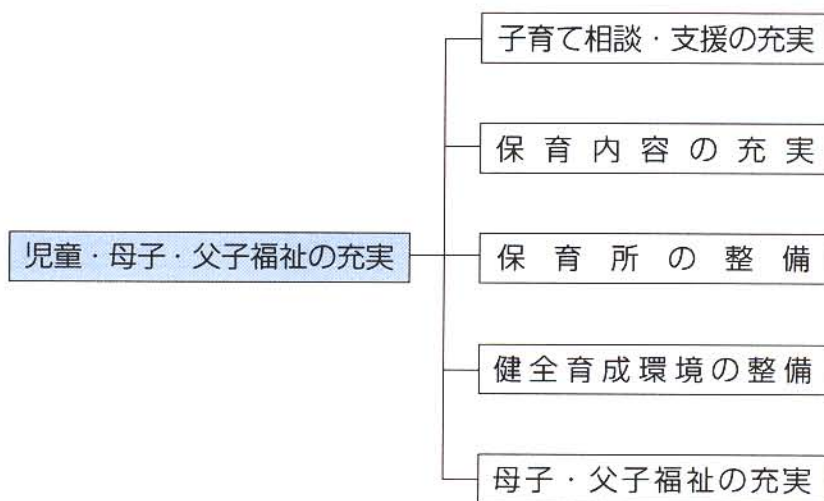 子育て相談・支援の充実
保育内容の充実
児童・母子・父子福祉の充実
保育所の整備
健全育成環境の整備
母子・父子福祉の充実